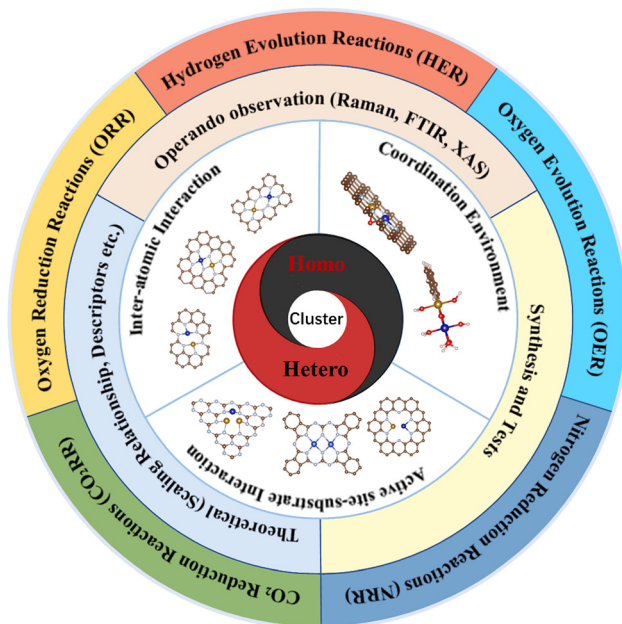 Hydrogen Evolution Reactions (HER)
Oxygen Evolution Reactions (OER)
Nitrogen Reduction Reactions (NRR)
CO₂ Reduction Reactions (CO₂RR)
Oxygen Reduction Reactions (ORR)
Operando observation (Raman, FTIR, XAS)
Synthesis and Tests
Theoretical (Scaling Relationship, Descriptors etc.)
Inter-atomic Interaction
Coordination Environment
Active site-substrate Interaction
Homo
Cluster
Hetero